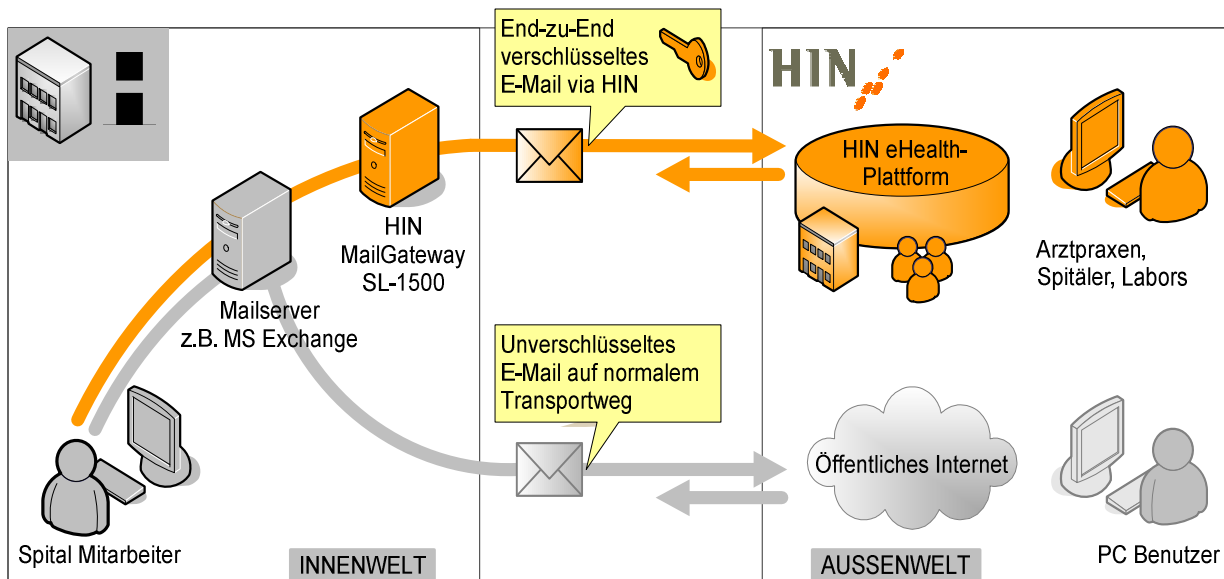 End-zu-End
verschlüsseltes
E-Mail via HIN
HIN
HIN eHealth-
Plattform
HIN
MailGateway
SL-1500
Arztpraxen,
Spitäler, Labors
Mailserver
z.B. MS Exchange
Unverschlüsseltes
E-Mail auf normalem
Transportweg
Öffentliches Internet
Spital Mitarbeiter
INNENWELT
AUSSENWELT
PC Benutzer